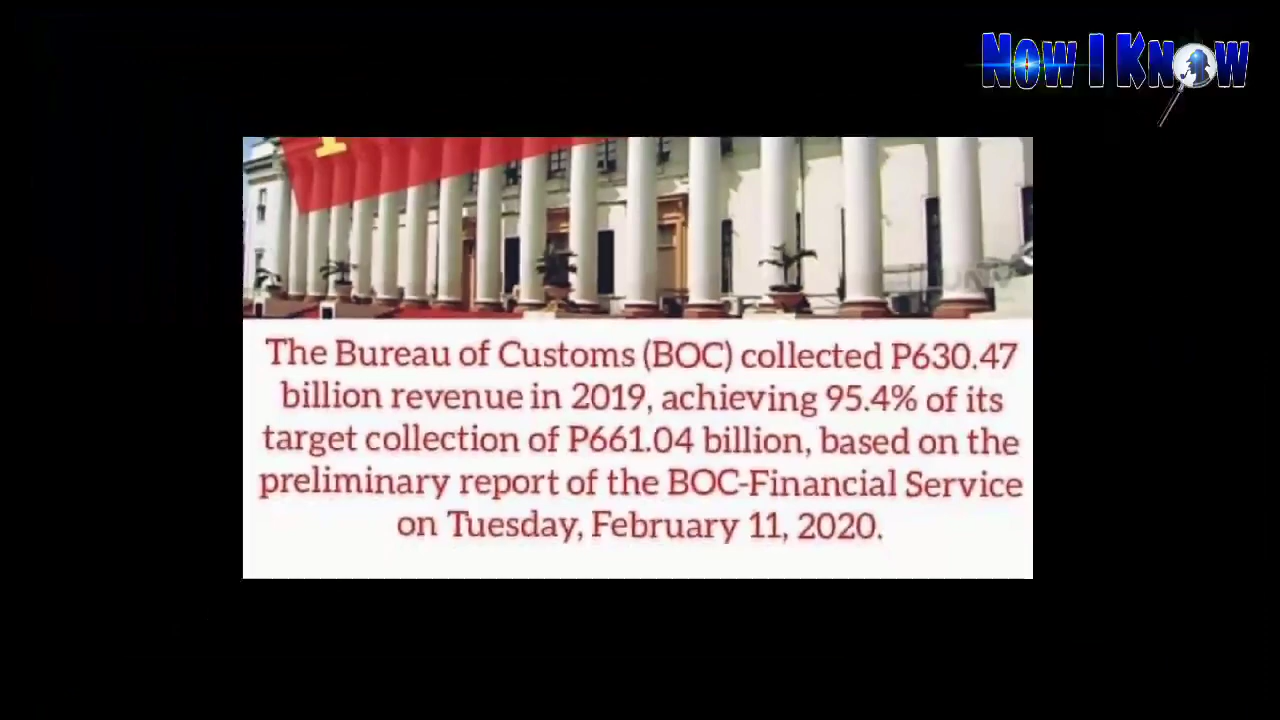 Now I Know
The Bureau of Customs (BOC) collected P630.47
billion revenue in 2019, achieving 95.4% of its
target collection of P661.04 billion, based on the
preliminary report of the BOC-Financial Service
on Tuesday, February 11, 2020.